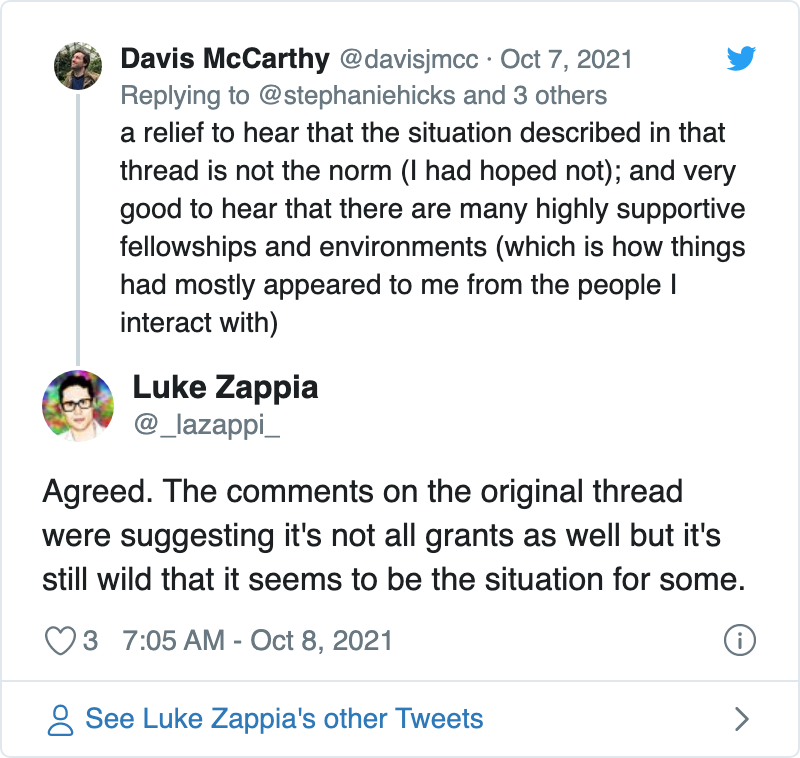 Davis McCarthy @davisjmcc · Oct 7, 2021
Replying to @stephaniehicks and 3 others
a relief to hear that the situation described in that
thread is not the norm (I had hoped not); and very
good to hear that there are many highly supportive
fellowships and environments (which is how things
had mostly appeared to me from the people I
interact with)
Luke Zappia
@_lazappi_
Agreed. The comments on the original thread
were suggesting it's not all grants as well but it's
still wild that it seems to be the situation for some.
3 7:05 AM - Oct 8, 2021
See Luke Zappia's other Tweets